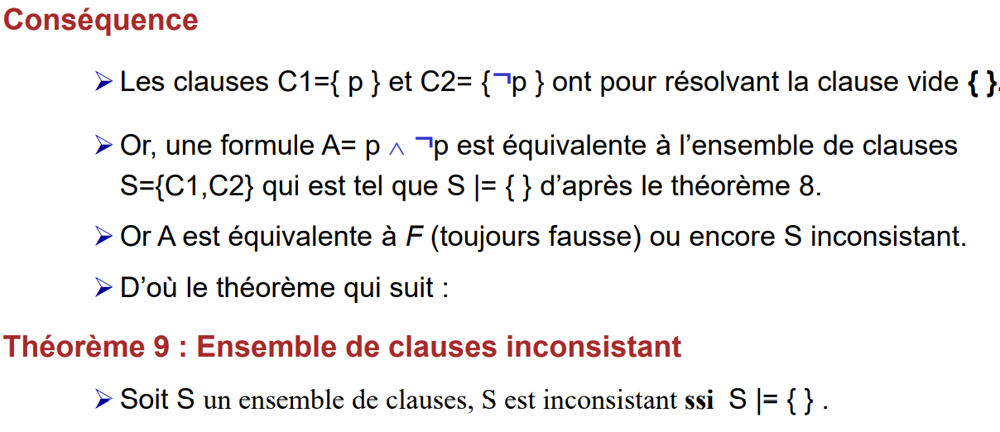 Conséquence
➢ Les clauses C1={ p } et C2= {¬p } ont pour résolvant la clause vide { }.
➢ Or, une formule A= p ∧ ¬p est équivalente à l’ensemble de clauses
S={C1,C2} qui est tel que S |= { } d’après le théorème 8.
➢ Or A est équivalente à F (toujours fausse) ou encore S inconsistant.
➢ D’où le théorème qui suit :
Théorème 9 : Ensemble de clauses inconsistant
➢ Soit S un ensemble de clauses, S est inconsistant ssi S |= { } .